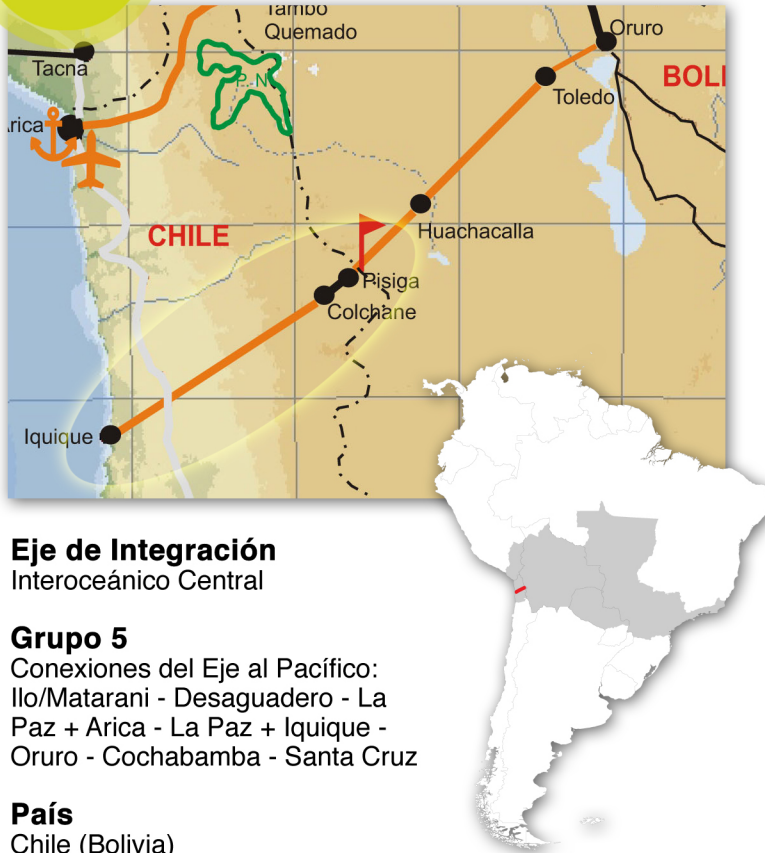 Tambo
Quemado
Oruro
Tacna
P. N
BOLI
Toledo
Arica
CHILE
Huachacalla
Pisiga
Colchane
Iquique
Eje de Integración
Interoceánico Central
Grupo 5
Conexiones del Eje al Pacífico:
Ilo/Matarani - Desaguadero - La
Paz + Arica - La Paz + Iquique -
Oruro - Cochabamba - Santa Cruz
País
Chile (Bolivia)